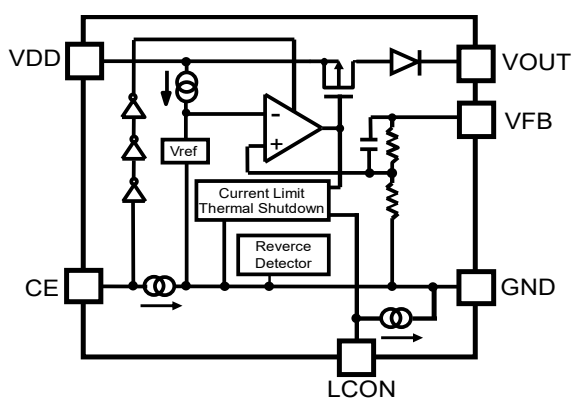 VDD
VOUT
VFB
−
+
Vref
Current Limit
Thermal Shutdown
Reverce
Detector
CE
GND
LCON